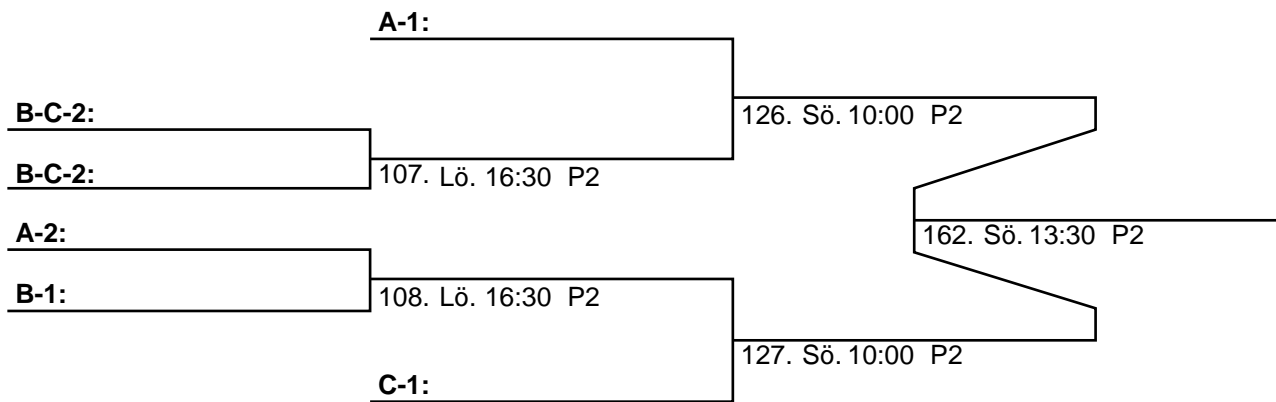 A-1:
B-C-2:
126. Sö. 10:00 P2
B-C-2:
107. Lö. 16:30 P2
A-2:
162. Sö. 13:30 P2
B-1:
108. Lö. 16:30 P2
127. Sö. 10:00 P2
C-1: